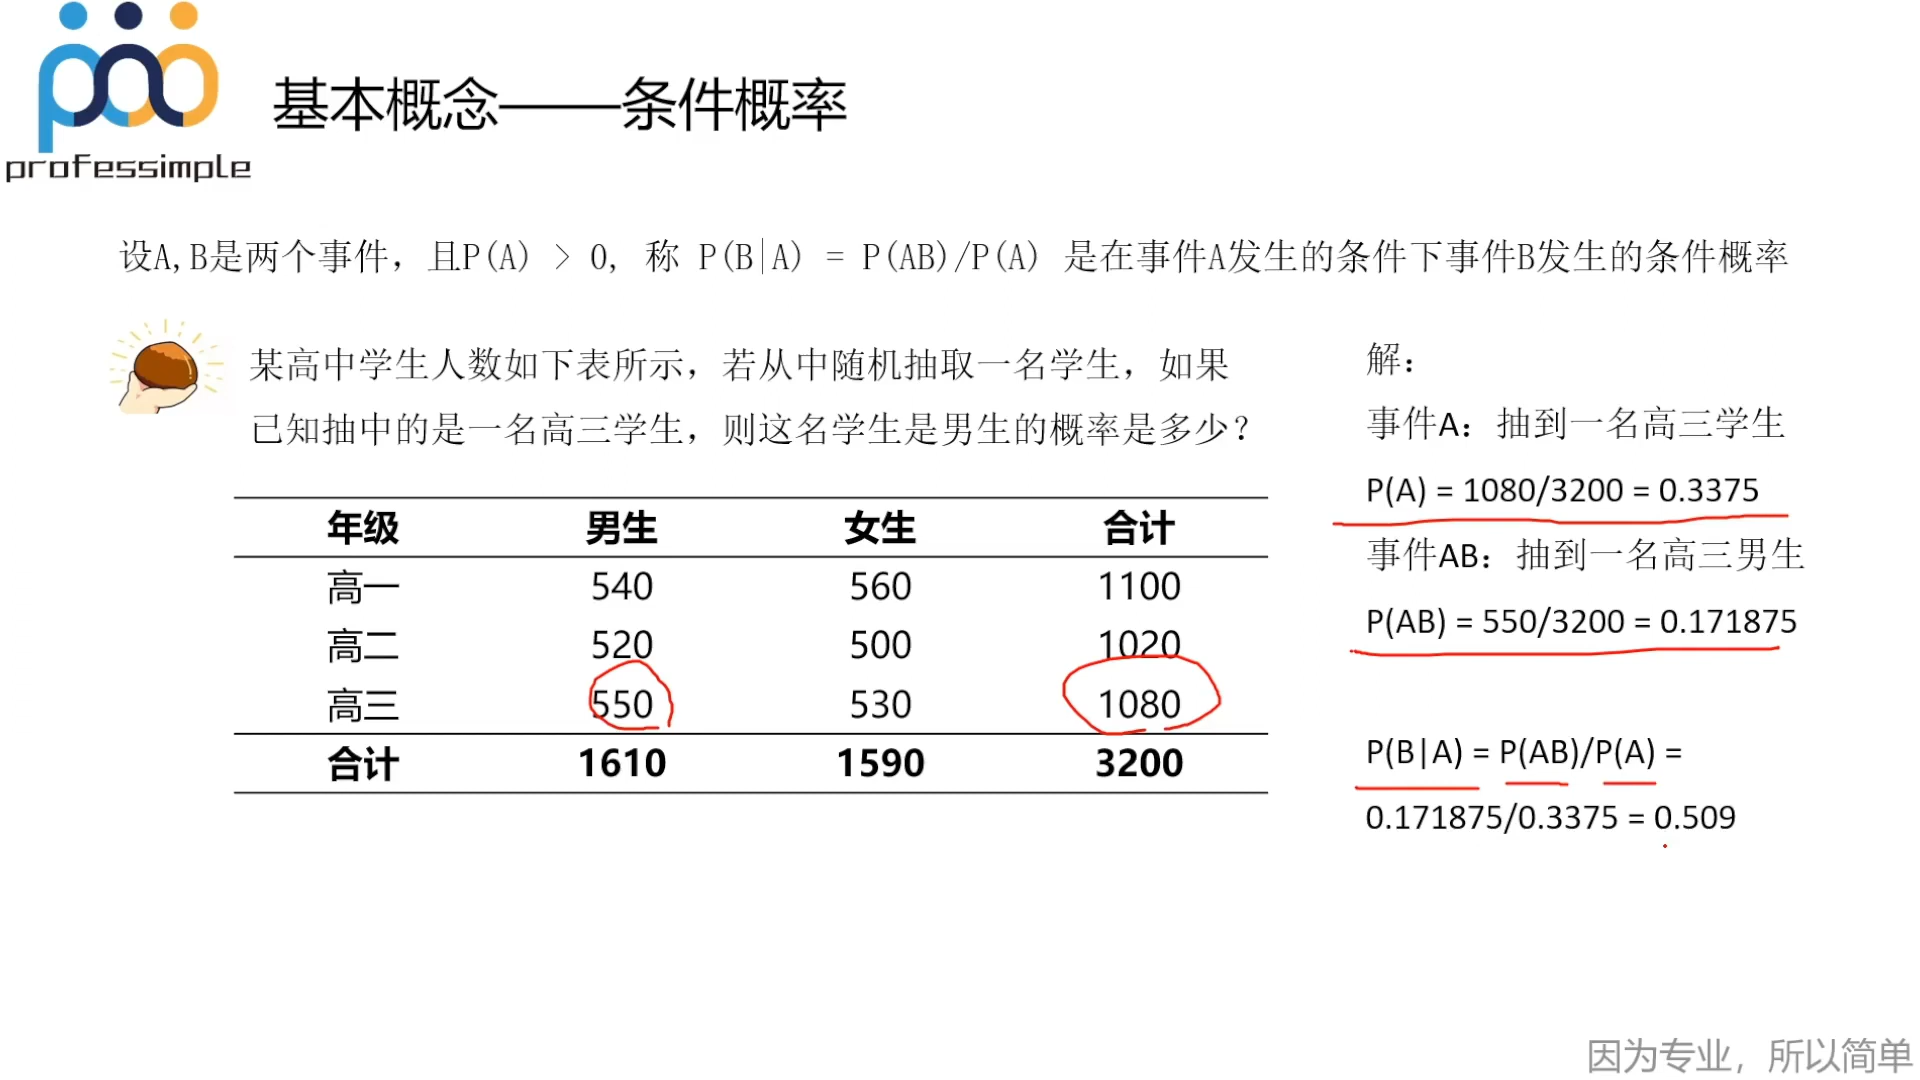 professimple
基本概念——条件概率
设A,B是两个事件，且P(A) > 0, 称 P(B|A) = P(AB)/P(A) 是在事件A发生的条件下事件B发生的条件概率
某高中学生人数如下表所示，若从中随机抽取一名学生，如果
已知抽中的是一名高三学生，则这名学生是男生的概率是多少？
年级 男生 女生 合计
高一 540 560 1100
高二 520 500 1020
高三 550 530 1080
合计 1610 1590 3200
解：
事件A：抽到一名高三学生
P(A) = 1080/3200 = 0.3375
事件AB：抽到一名高三男生
P(AB) = 550/3200 = 0.171875
P(B|A) = P(AB)/P(A) =
0.171875/0.3375 = 0.509
因为专业，所以简单